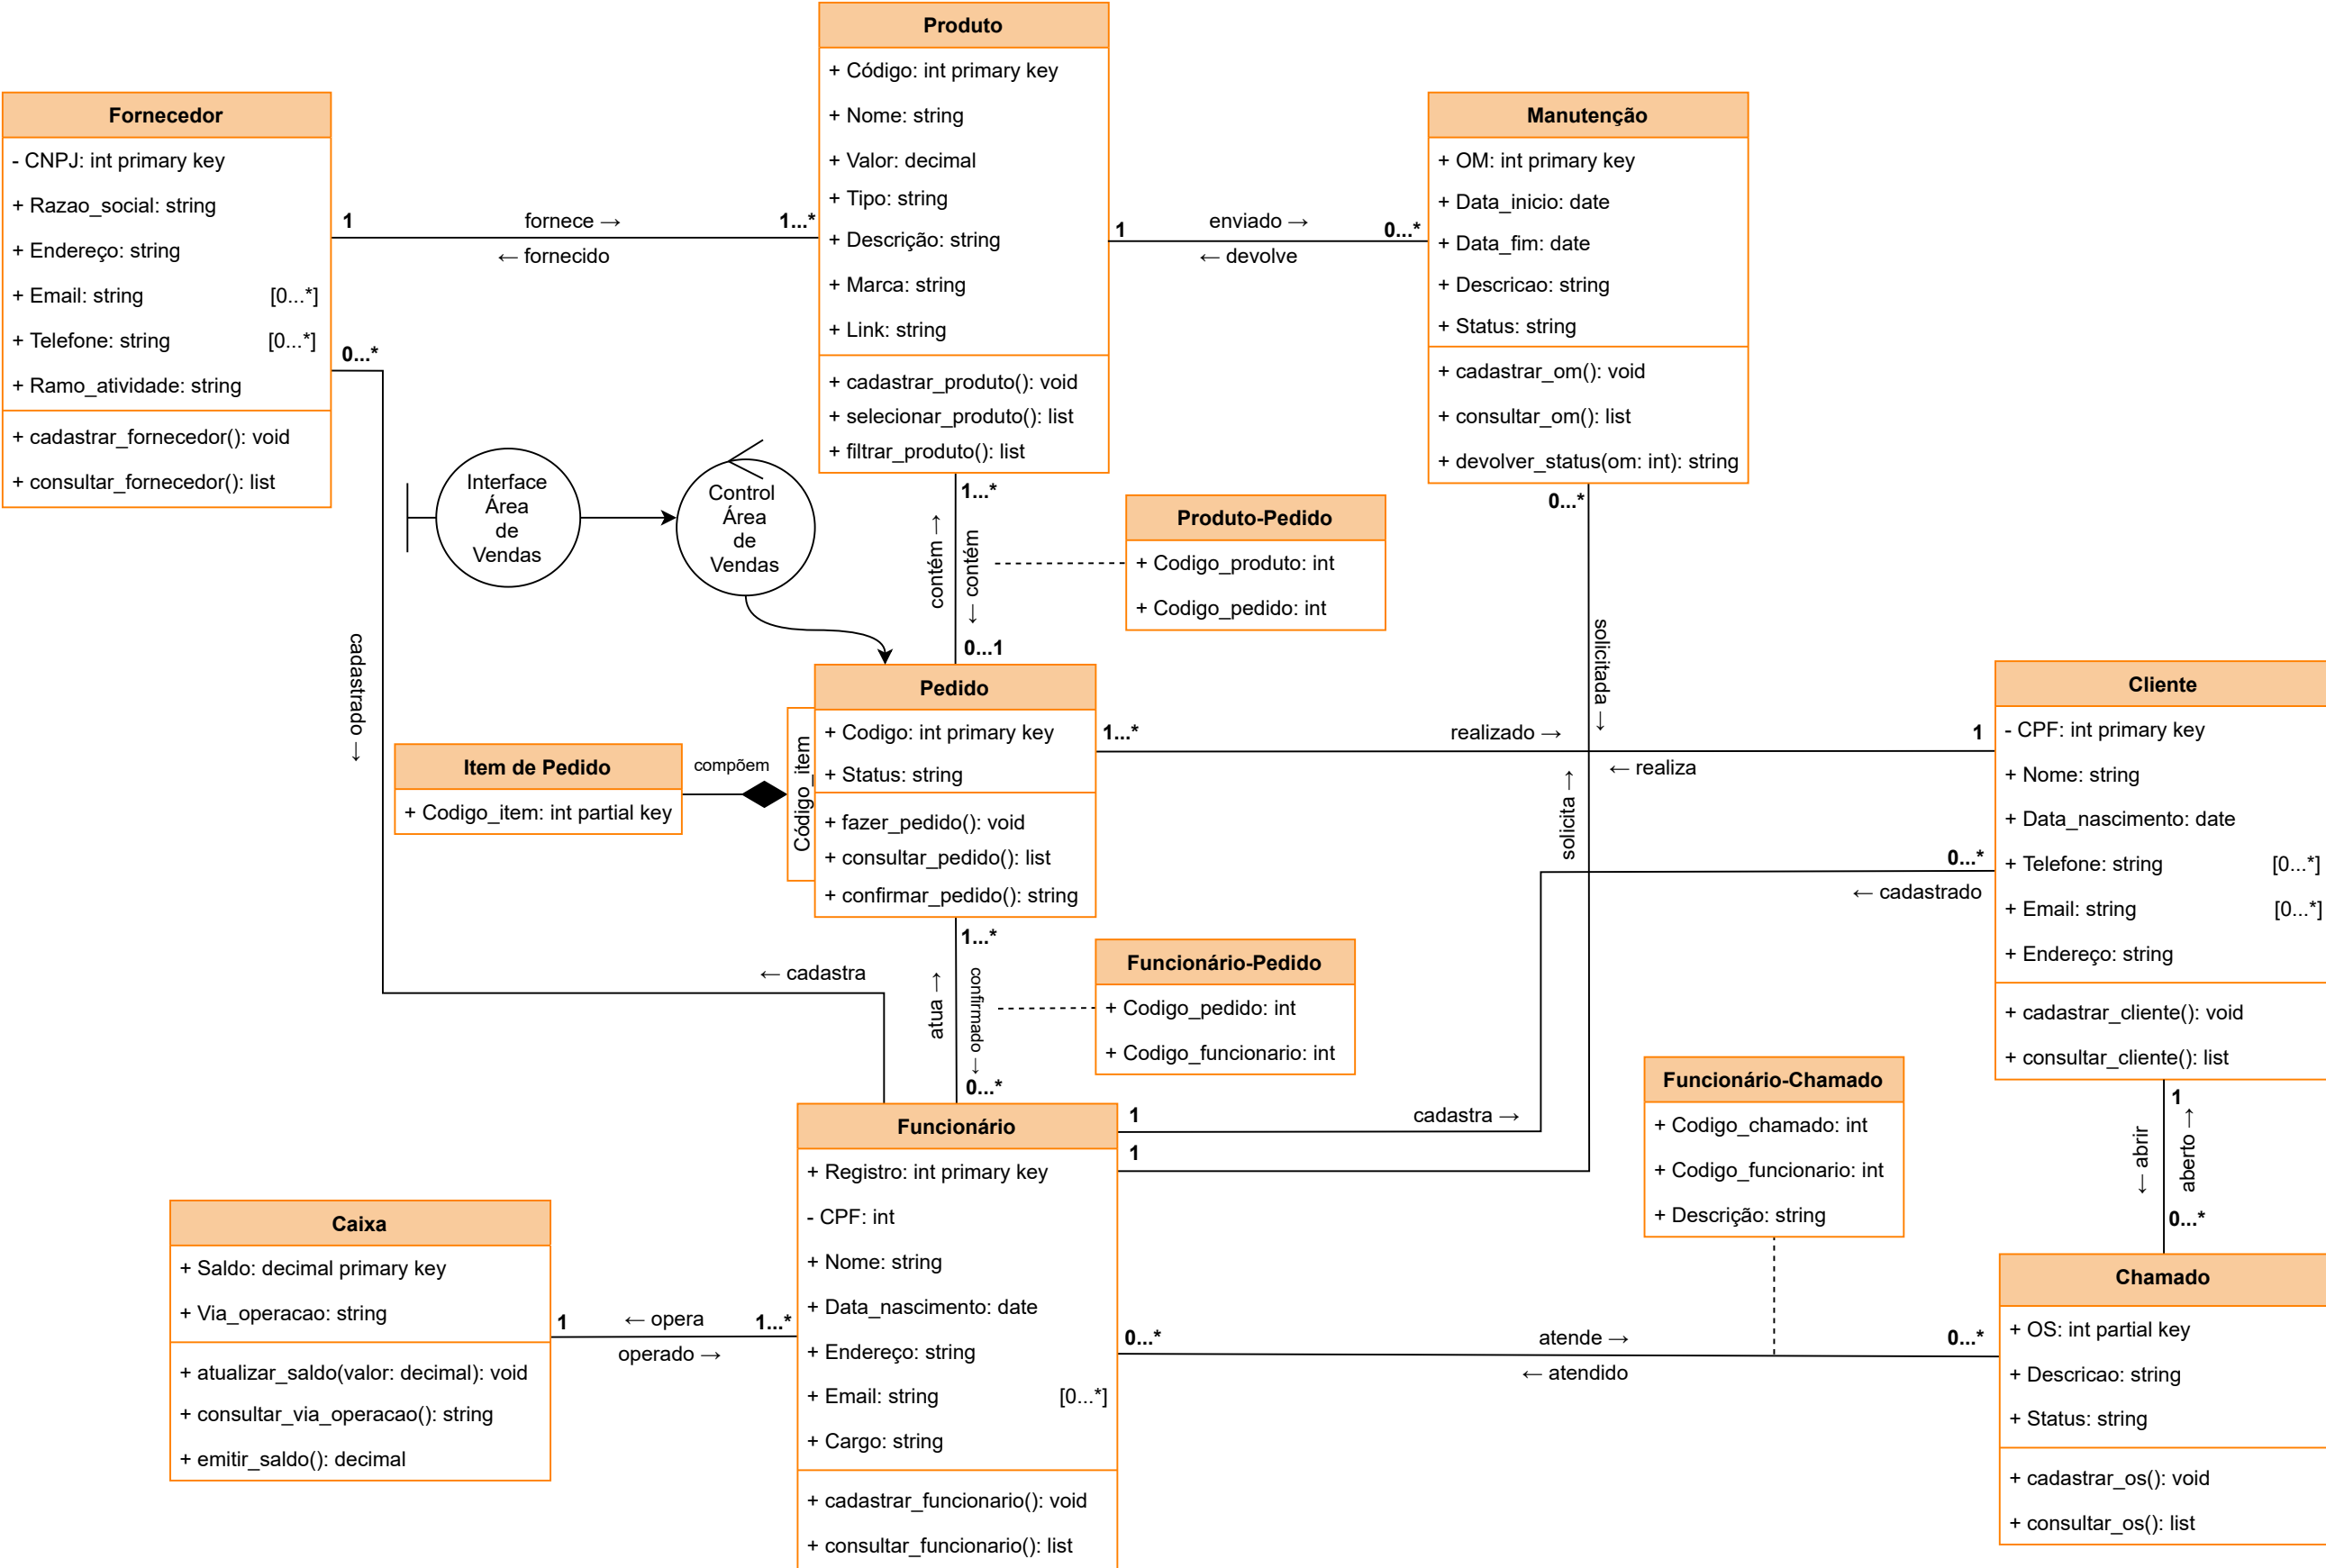 Produto
+ Código: int primary key
+ Nome: string
+ Valor: decimal
+ Tipo: string
+ Descrição: string
+ Marca: string
+ Link: string
+ cadastrar_produto(): void
+ selecionar_produto(): list
+ filtrar_produto(): list
Fornecedor
- CNPJ: int primary key
+ Razao_social: string
+ Endereço: string
+ Email: string [0...*]
+ Telefone: string [0...*]
+ Ramo_atividade: string
+ cadastrar_fornecedor(): void
+ consultar_fornecedor(): list
1
fornece →
1...*
← fornecido
Manutenção
+ OM: int primary key
+ Data_inicio: date
+ Data_fim: date
+ Descricao: string
+ Status: string
+ cadastrar_om(): void
+ consultar_om(): list
+ devolver_status(om: int): string
1
enviado →
0...*
← devolve
0...*
cadastrado →
← cadastra
Interface
Área
de
Vendas
Control
Área
de
Vendas
1...*
contém →
← contém
0...1
Produto-Pedido
+ Codigo_produto: int
+ Codigo_pedido: int
0...*
solicitada →
solicita →
Pedido
+ Codigo: int primary key
+ Status: string
+ fazer_pedido(): void
+ consultar_pedido(): list
+ confirmar_pedido(): string
Código_item
compõem
Item de Pedido
+ Codigo_item: int partial key
1...*
realizado →
1
← realiza
Cliente
- CPF: int primary key
+ Nome: string
+ Data_nascimento: date
+ Telefone: string [0...*]
+ Email: string [0...*]
+ Endereço: string
+ cadastrar_cliente(): void
+ consultar_cliente(): list
0...*
← cadastrado
1...*
atua →
confirmado →
0...*
Funcionário-Pedido
+ Codigo_pedido: int
+ Codigo_funcionario: int
1
cadastra →
1
Funcionário-Chamado
+ Codigo_chamado: int
+ Codigo_funcionario: int
+ Descrição: string
1
← abrir
aberto →
0...*
Funcionário
+ Registro: int primary key
- CPF: int
+ Nome: string
+ Data_nascimento: date
+ Endereço: string
+ Email: string [0...*]
+ Cargo: string
+ cadastrar_funcionario(): void
+ consultar_funcionario(): list
Caixa
+ Saldo: decimal primary key
+ Via_operacao: string
+ atualizar_saldo(valor: decimal): void
+ consultar_via_operacao(): string
+ emitir_saldo(): decimal
1
← opera
1...*
operado →
0...*
atende →
0...*
← atendido
Chamado
+ OS: int partial key
+ Descricao: string
+ Status: string
+ cadastrar_os(): void
+ consultar_os(): list